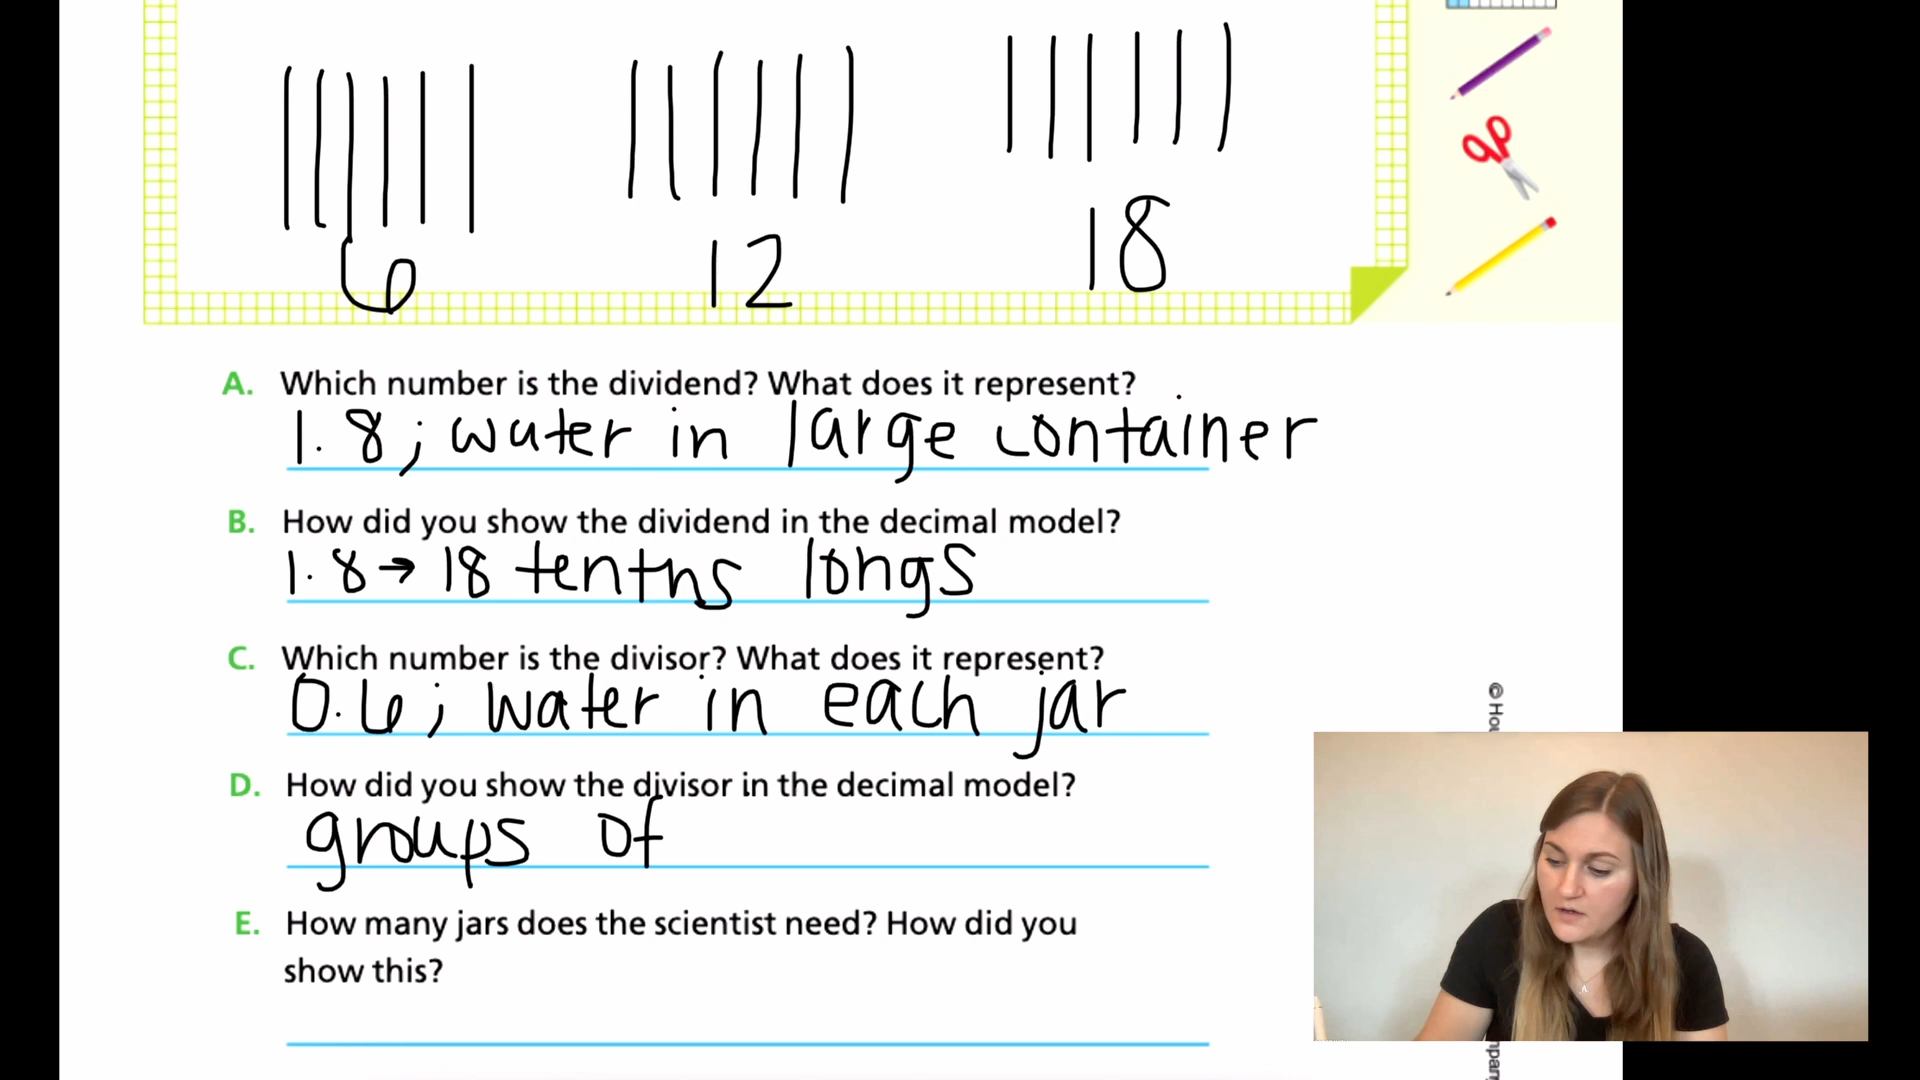 6 12 18
A. Which number is the dividend? What does it represent?
1.8; water in large container
B. How did you show the dividend in the decimal model?
1.8→18 tenths longs
C. Which number is the divisor? What does it represent?
0.6; water in each jar
D. How did you show the divisor in the decimal model?
groups of
E. How many jars does the scientist need? How did you
show this?